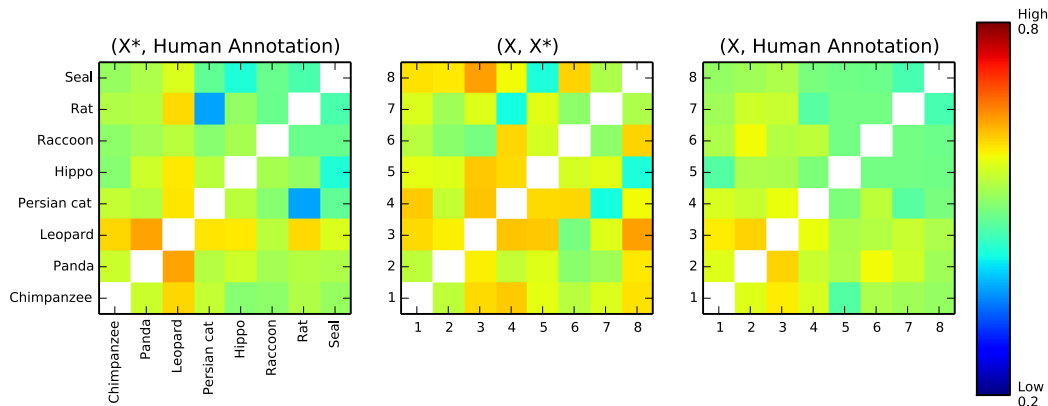 (X*, Human Annotation)
Seal
Rat
Raccoon
Hippo
Persian cat
Leopard
Panda
Chimpanzee
Chimpanzee
Panda
Leopard
Persian cat
Hippo
Raccoon
Rat
Seal
(X, X*)
8
7
6
5
4
3
2
1
1 2 3 4 5 6 7 8
(X, Human Annotation)
8
7
6
5
4
3
2
1
1 2 3 4 5 6 7 8
High
0.8
Low
0.2